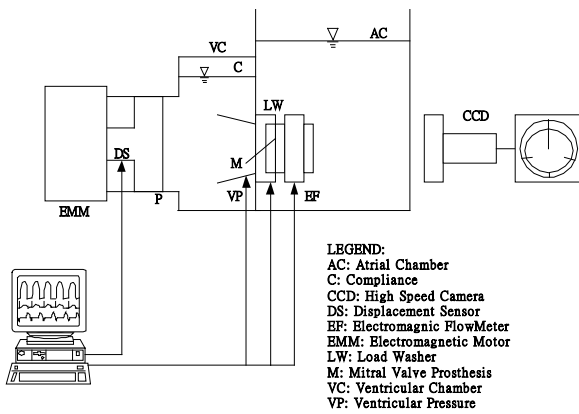 VC
AC
C
LW
CCD
DS
M
P
VP
EF
EMM
LEGEND:
AC: Atrial Chamber
C: Compliance
CCD: High Speed Camera
DS: Displacement Sensor
EF: Electromagnic FlowMeter
EMM: Electromagnetic Motor
LW: Load Washer
M: Mitral Valve Prosthesis
VC: Ventricular Chamber
VP: Ventricular Pressure